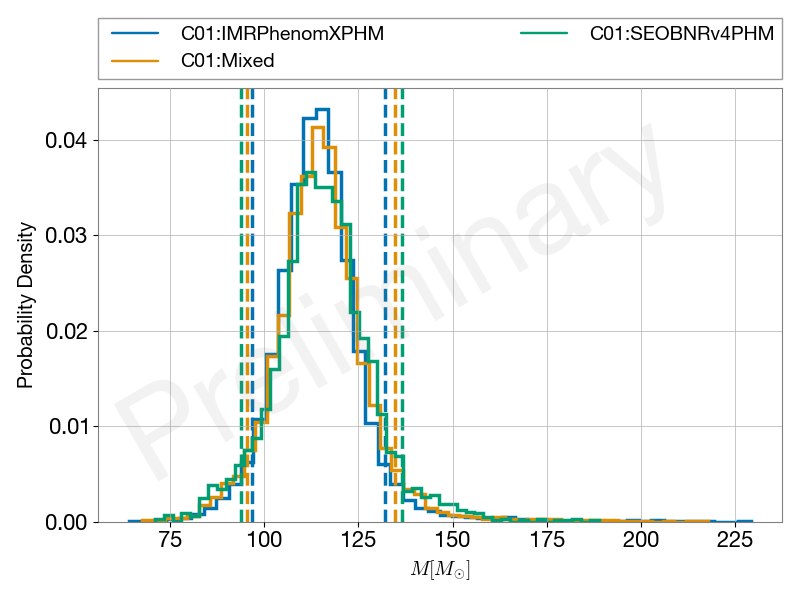 C01:IMRPhenomXPHM
C01:Mixed
C01:SEOBNRv4PHM
0.04
0.03
0.02
0.01
0.00
Probability Density
Preliminary
75 100 125 150 175 200 225
M[M☉]